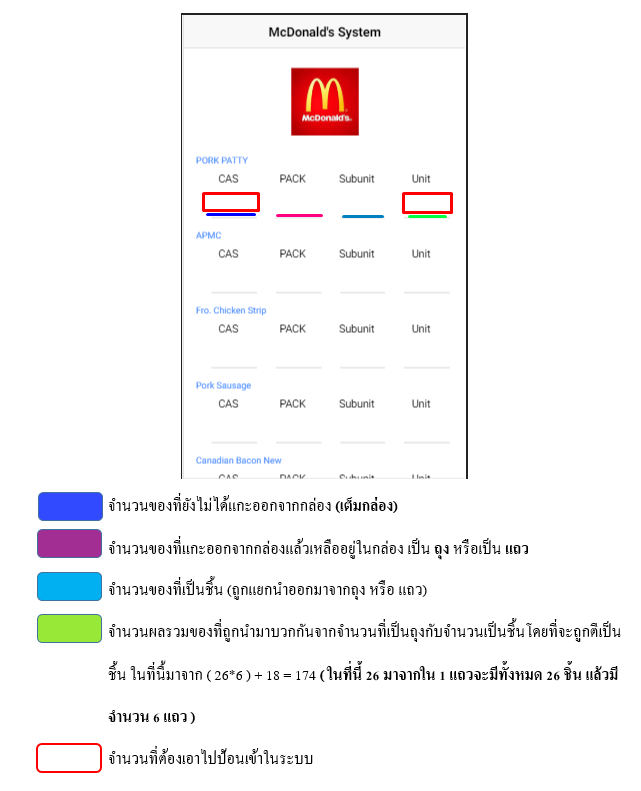 McDonald's System
McDonald's.
PORK PATTY
CAS PACK Subunit Unit
APMC
CAS PACK Subunit Unit
Fro. Chicken Strip
CAS PACK Subunit Unit
Pork Sausage
CAS PACK Subunit Unit
Canadian Bacon New
CAS PACK Subunit Unit
จำนวนของที่ยังไม่ได้แกะออกจากกล่อง (เต็มกล่อง)
จำนวนของที่แกะออกจากกล่องแล้วเหลืออยู่ในกล่อง เป็น ถุง หรือเป็น แถว
จำนวนของที่เป็นชิ้น (ถูกแยกนำออกมาจากถุง หรือ แถว)
จำนวนผลรวมของที่ถูกนำมาบวกกันจากจำนวนที่เป็นถุงกับจำนวนเป็นชิ้นโดยที่จะถูกตีเป็น
ชิ้น ในที่นี้มาจาก ( 26*6 ) + 18 = 174 ( ในที่นี้ 26 มาจากใน 1 แถวจะมีทั้งหมด 26 ชิ้น แล้วมี
จำนวน 6 แถว )
จำนวนที่ต้องเอาไปป้อนเข้าในระบบ